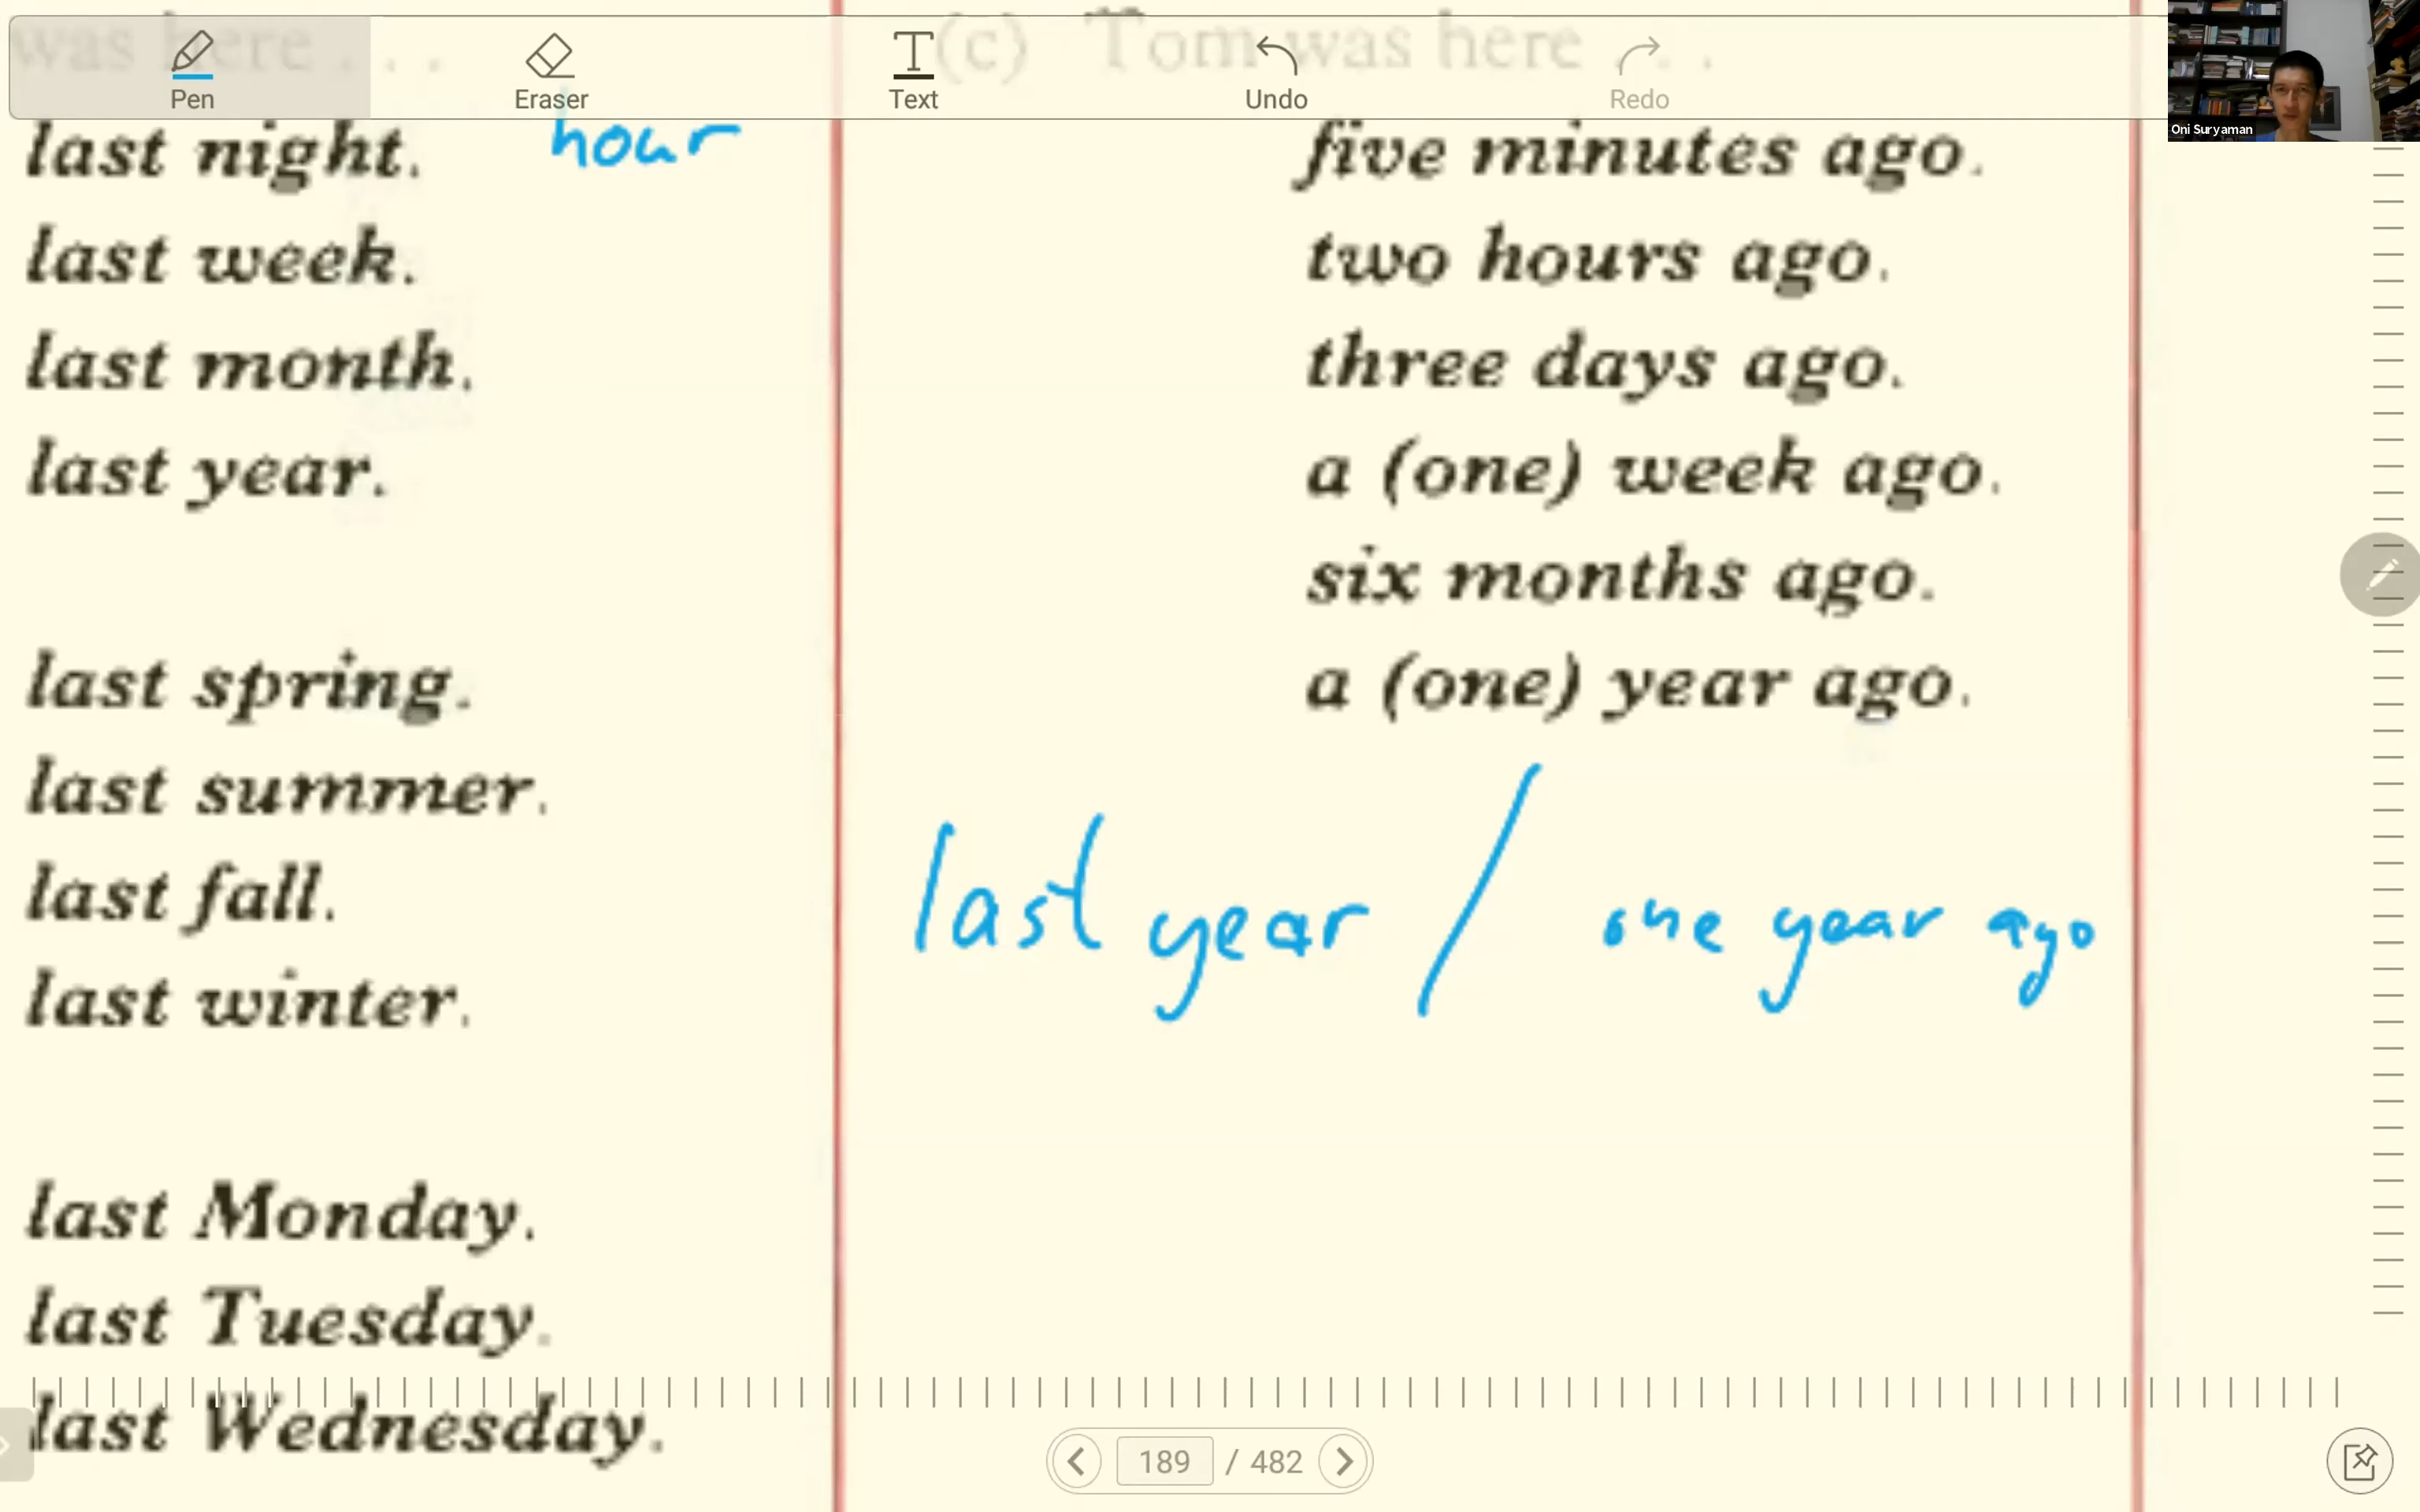 was here . . .
(c) Tom was here . . .
Pen
Eraser
Text
Undo
Redo
Oni Suryaman
last night.
hour
last week.
last month.
last year.
last spring.
last summer.
last fall.
last winter.
last Monday.
last Tuesday.
last Wednesday.
five minutes ago.
two hours ago.
three days ago.
a (one) week ago.
six months ago.
a (one) year ago.
last year / one year ago
189 / 482